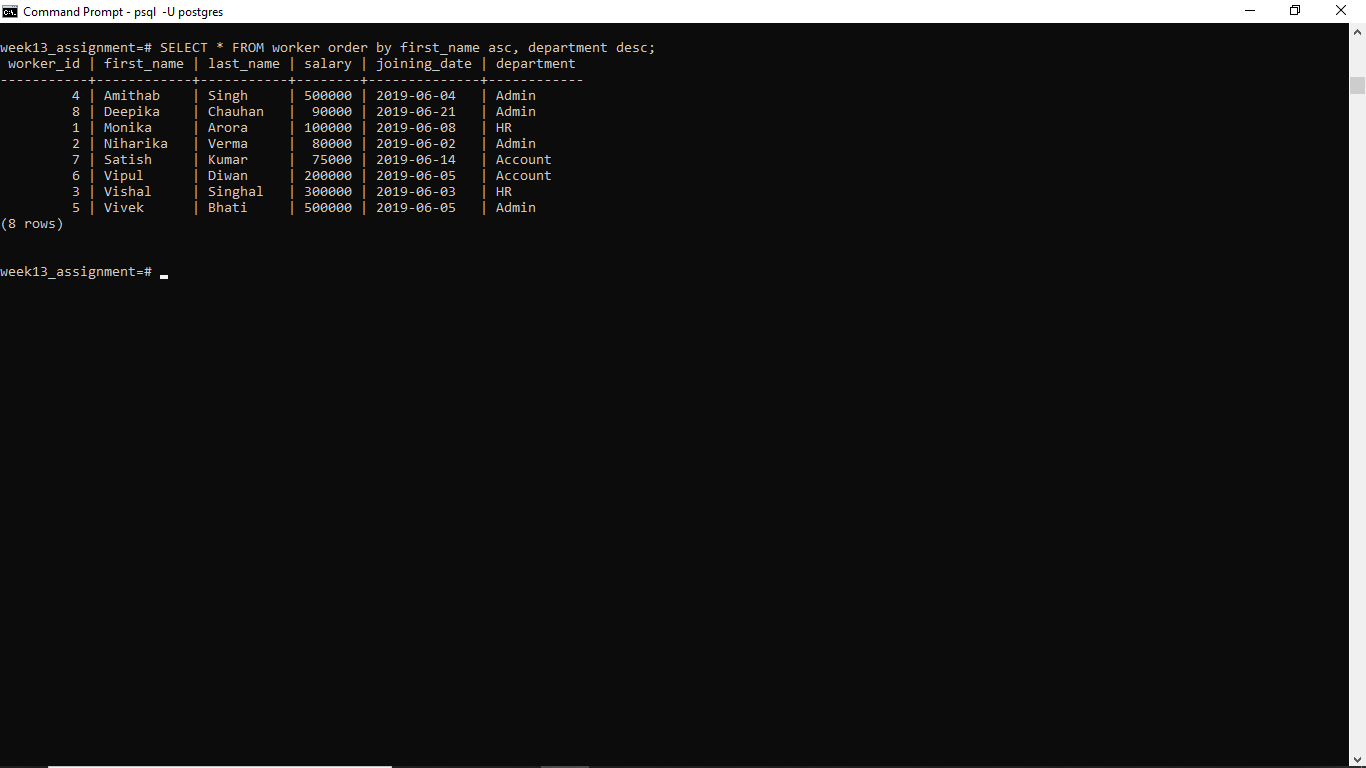 Command Prompt - psql  -U postgres
week13_assignment=# SELECT * FROM worker order by first_name asc, department desc;
 worker_id | first_name | last_name | salary | joining_date | department
-----------+------------+-----------+--------+--------------+------------
         4 | Amithab    | Singh     | 500000 | 2019-06-04   | Admin
         8 | Deepika    | Chauhan   |  90000 | 2019-06-21   | Admin
         1 | Monika     | Arora     | 100000 | 2019-06-08   | HR
         2 | Niharika   | Verma     |  80000 | 2019-06-02   | Admin
         7 | Satish     | Kumar     |  75000 | 2019-06-14   | Account
         6 | Vipul      | Diwan     | 200000 | 2019-06-05   | Account
         3 | Vishal     | Singhal   | 300000 | 2019-06-03   | HR
         5 | Vivek      | Bhati     | 500000 | 2019-06-05   | Admin
(8 rows)
week13_assignment=#